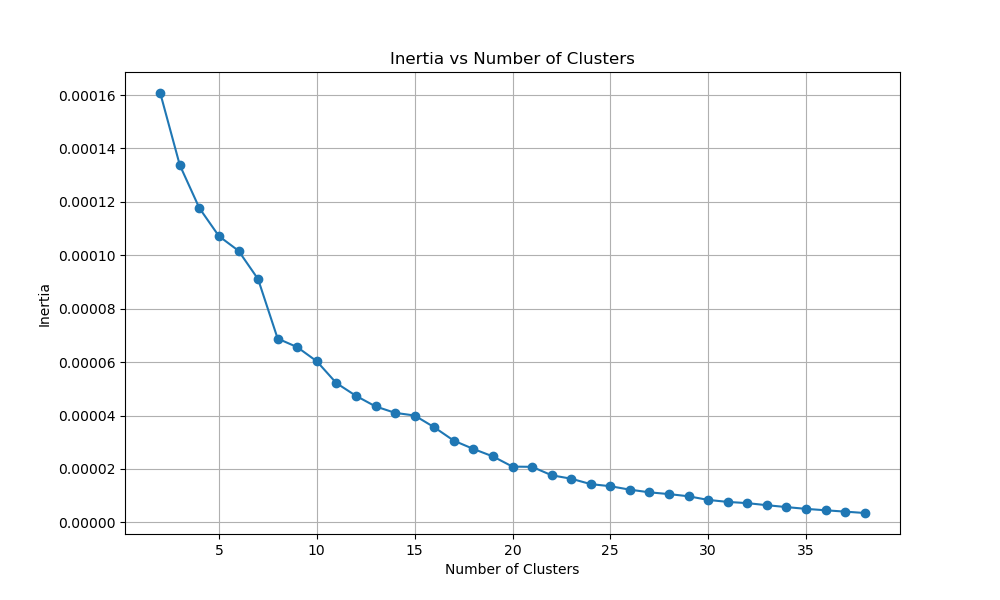 Inertia vs Number of Clusters
0.00016
0.00014
0.00012
0.00010
0.00008
0.00006
0.00004
0.00002
0.00000
Inertia
5 10 15 20 25 30 35
Number of Clusters